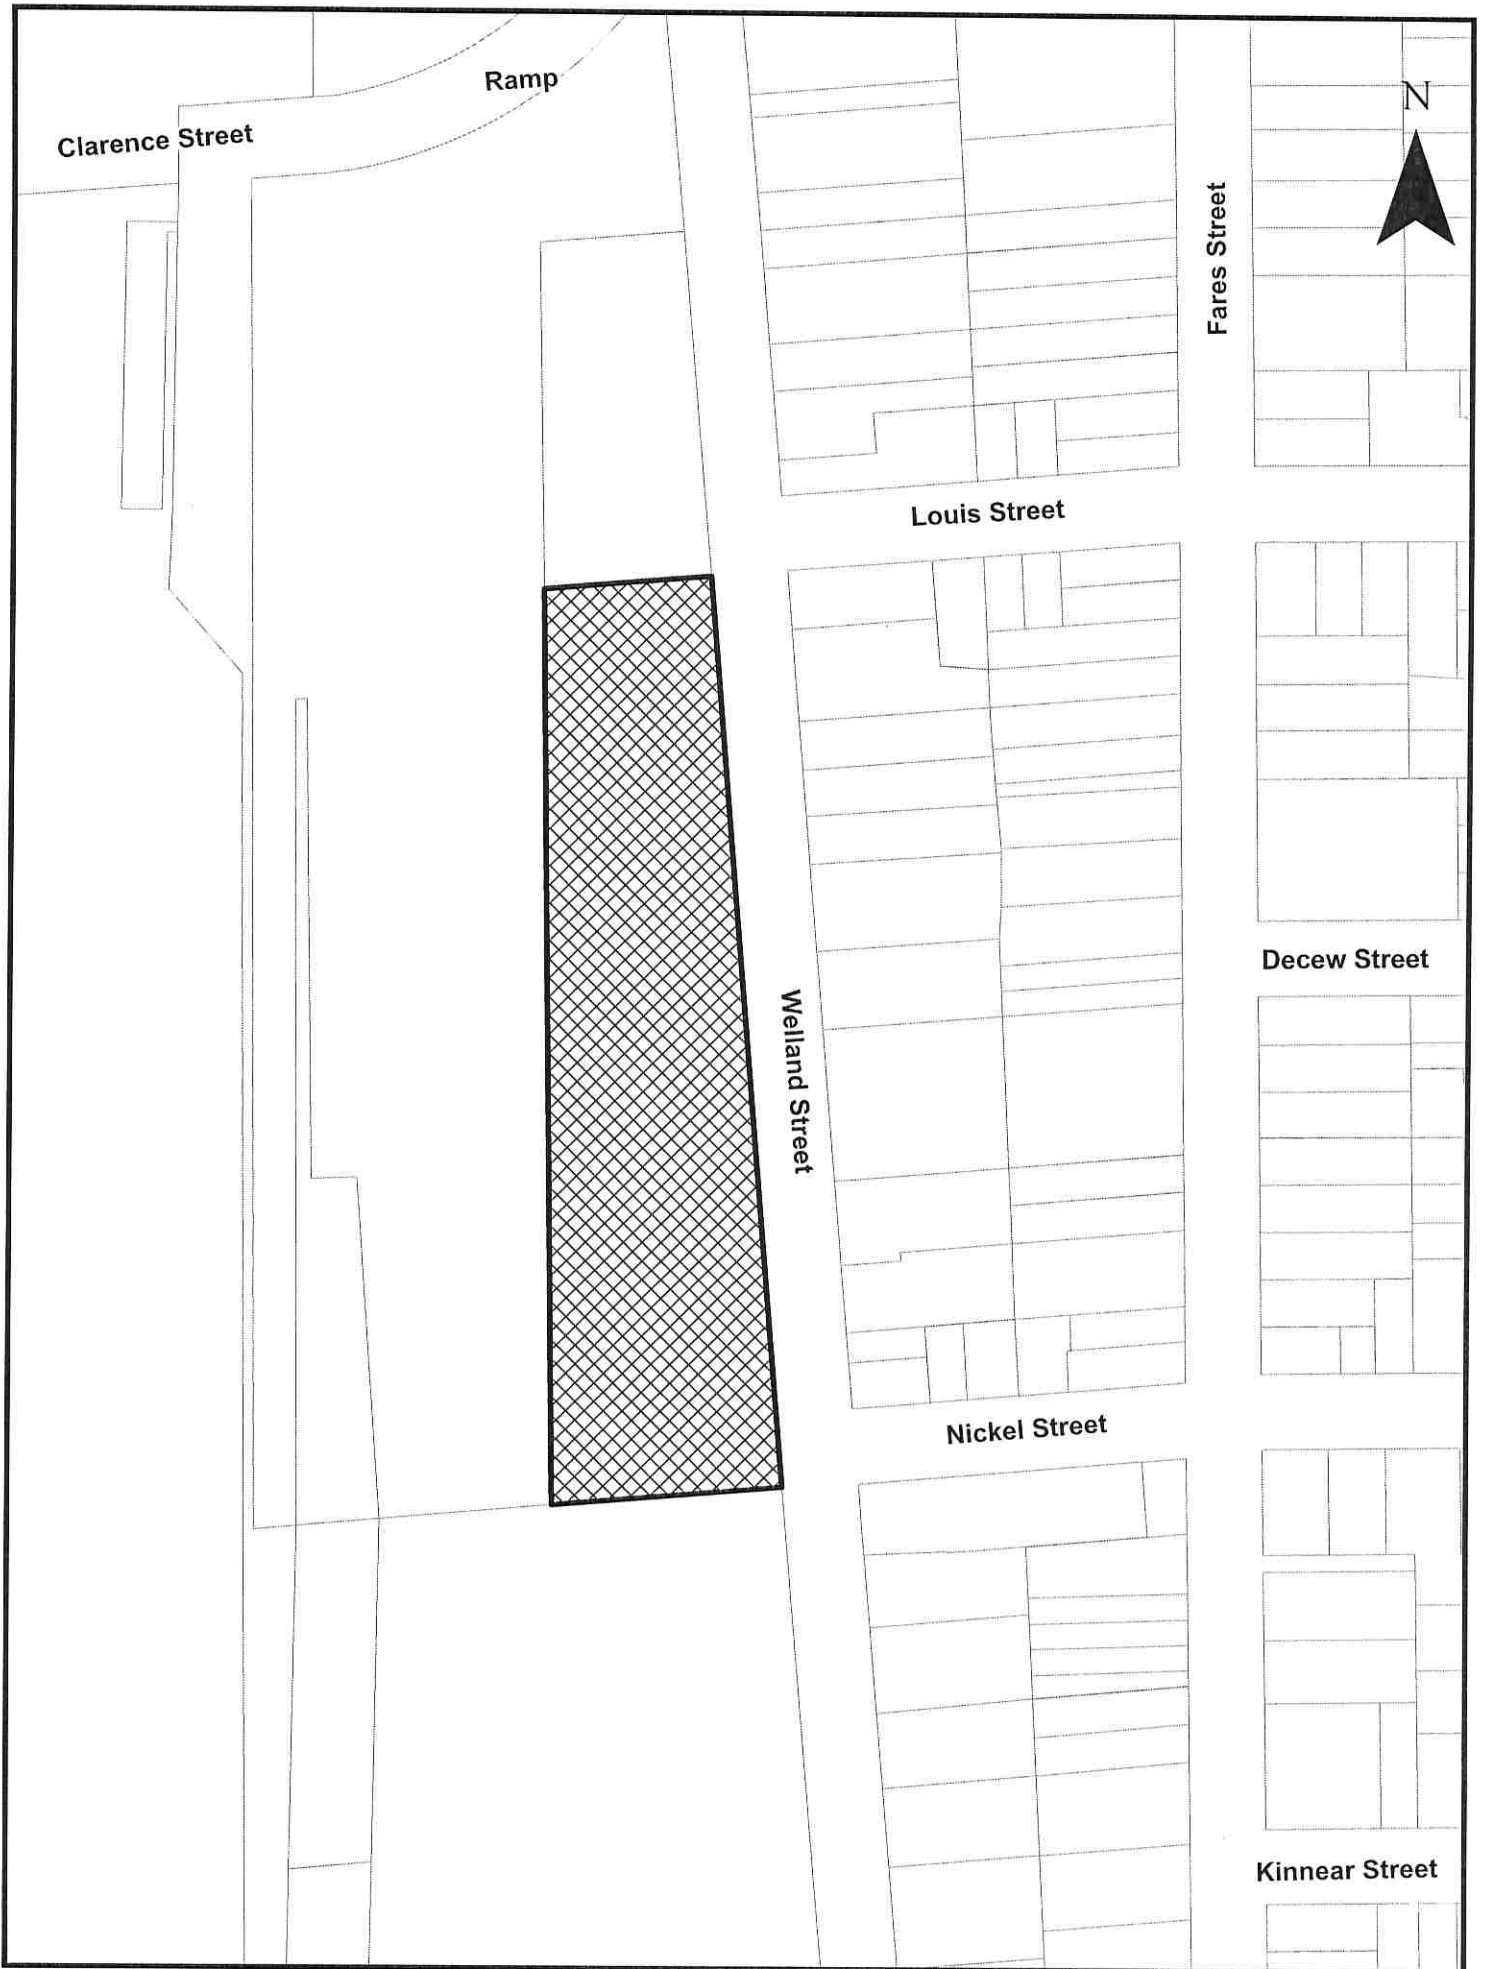 Ramp
N
Clarence Street
Fares Street
Louis Street
Decew Street
Welland Street
Nickel Street
Kinnear Street